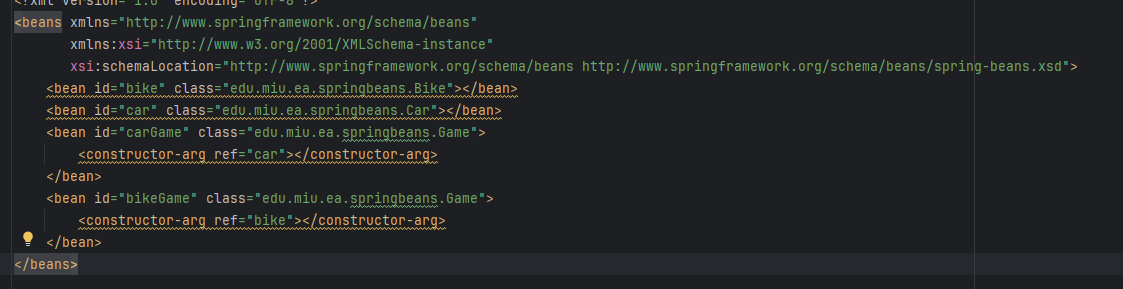 <?xml version="1.0" encoding="UTF-8"?>
<beans xmlns="http://www.springframework.org/schema/beans"
xmlns:xsi="http://www.w3.org/2001/XMLSchema-instance"
xsi:schemaLocation="http://www.springframework.org/schema/beans http://www.springframework.org/schema/beans/spring-beans.xsd">
<bean id="bike" class="edu.miu.ea.springbeans.Bike"></bean>
<bean id="car" class="edu.miu.ea.springbeans.Car"></bean>
<bean id="carGame" class="edu.miu.ea.springbeans.Game">
<constructor-arg ref="car"></constructor-arg>
</bean>
<bean id="bikeGame" class="edu.miu.ea.springbeans.Game">
<constructor-arg ref="bike"></constructor-arg>
</bean>
</beans>